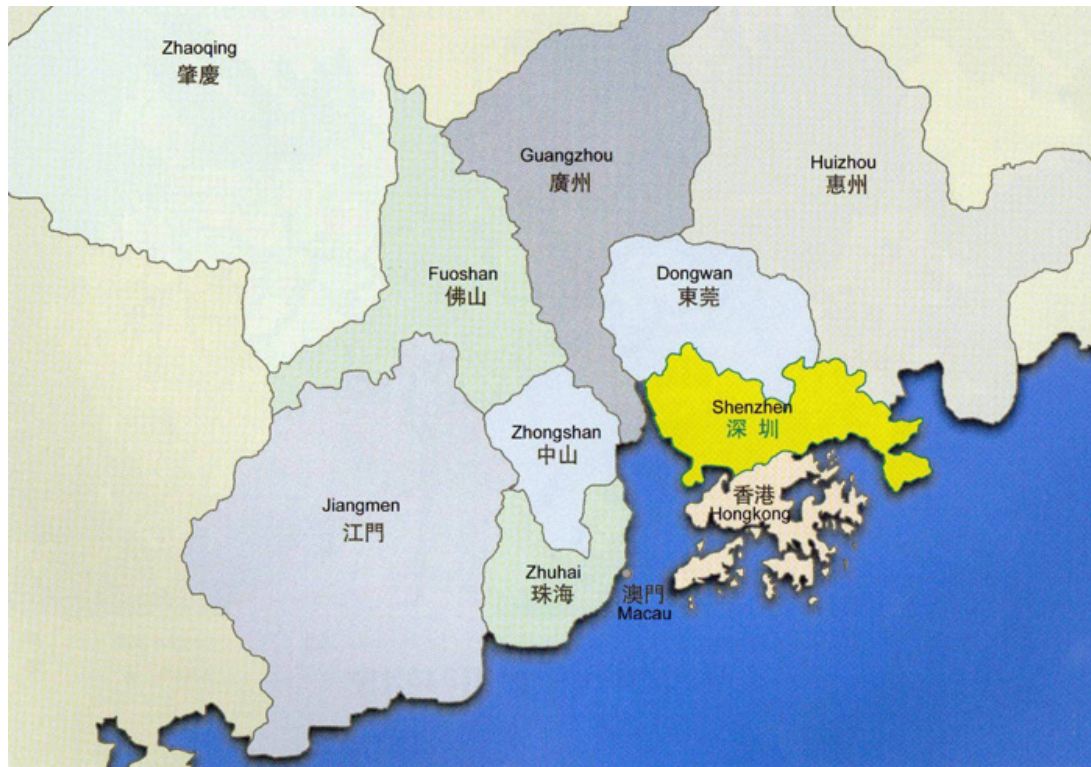 Zhaoqing
肇慶
Guangzhou
廣州
Huizhou
惠州
Fuoshan
佛山
Dongwan
東莞
Shenzhen
深圳
Zhongshan
中山
香港
Hongkong
Jiangmen
江門
Zhuhai
珠海
澳門
Macau